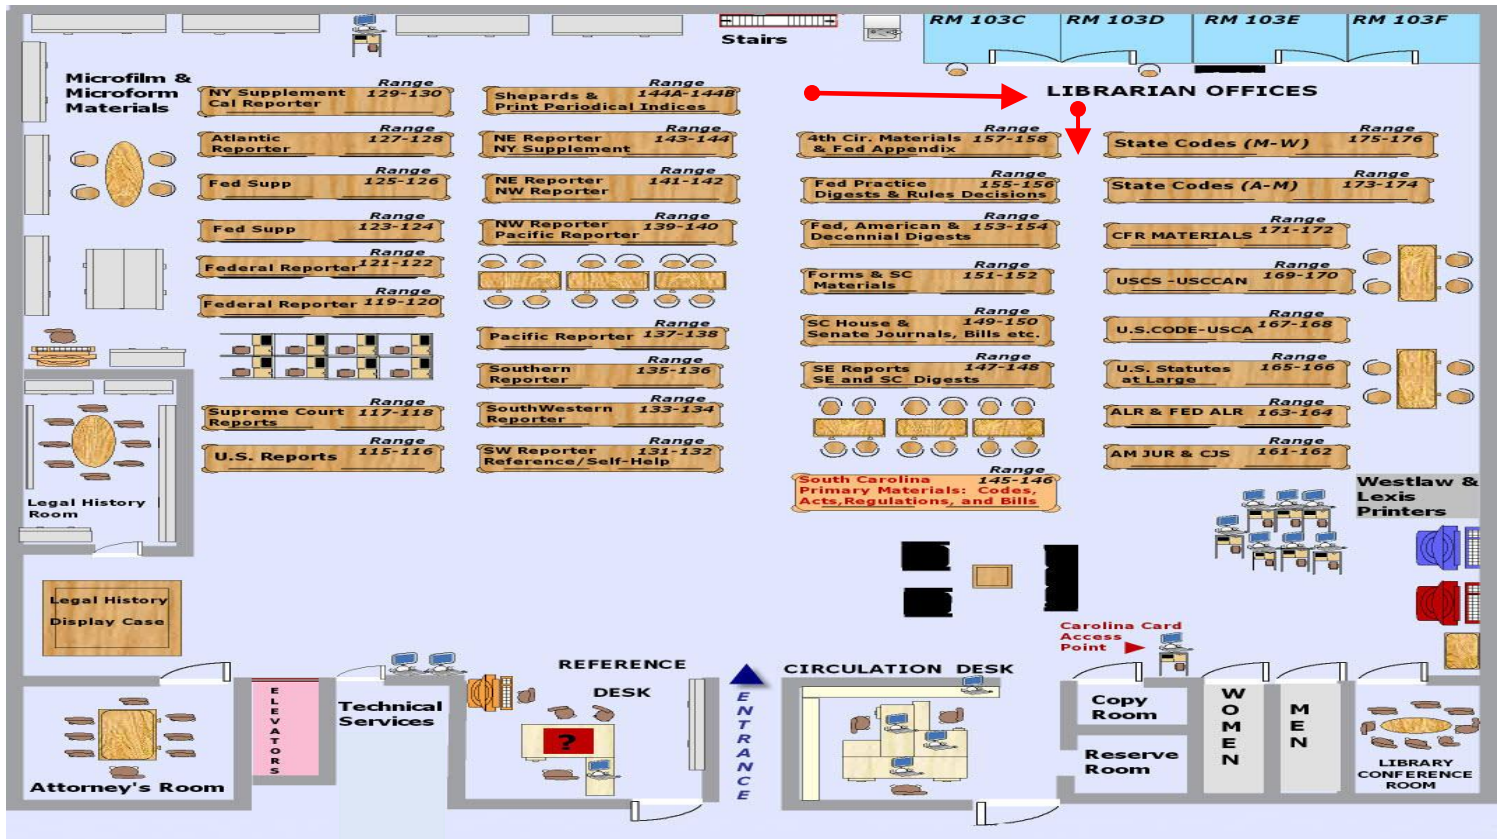 RM 103C
RM 103D
RM 103E
RM 103F
Stairs
LIBRARIAN OFFICES
Microfilm &
Microform
Materials
Range
NY Supplement 129-130
Cal Reporter
Range
Atlantic 127-128
Reporter
Range
Fed Supp 125-126
Range
Fed Supp 123-124
Range
Federal Reporter 121-122
Range
Federal Reporter 119-120
Range
Supreme Court 117-118
Reports
Range
U.S. Reports 115-116
Range
Shepards & 144A-144B
Print Periodical Indices
Range
NE Reporter 143-144
NY Supplement
Range
NE Reporter 141-142
NW Reporter
Range
NW Reporter 139-140
Pacific Reporter
Range
Pacific Reporter 137-138
Range
Southern 135-136
Reporter
Range
SouthWestern 133-134
Reporter
Range
SW Reporter 131-132
Reference/Self-Help
Range
4th Cir. Materials 157-158
& Fed Appendix
Range
Fed Practice 155-156
Digests & Rules Decisions
Range
Fed, American & 153-154
Decennial Digests
Range
Forms & SC 151-152
Materials
Range
SC House & 149-150
Senate Journals, Bills etc.
Range
SE Reports 147-148
SE and SC Digests
Range
South Carolina 145-146
Primary Materials: Codes,
Acts,Regulations, and Bills
Range
State Codes (M-W) 175-176
Range
State Codes (A-M) 173-174
Range
CFR MATERIALS 171-172
Range
USCS -USCCAN 169-170
Range
U.S.CODE-USCA 167-168
Range
U.S. Statutes 165-166
at Large
Range
ALR & FED ALR 163-164
Range
AM JUR & CJS 161-162
Westlaw &
Lexis
Printers
Legal History
Room
Legal History
Display Case
Carolina Card
Access
Point
REFERENCE
DESK
?
CIRCULATION DESK
ENTRANCE
Attorney's Room
ELEVATORS
Technical
Services
Copy
Room
Reserve
Room
WOMEN
MEN
LIBRARY
CONFERENCE
ROOM